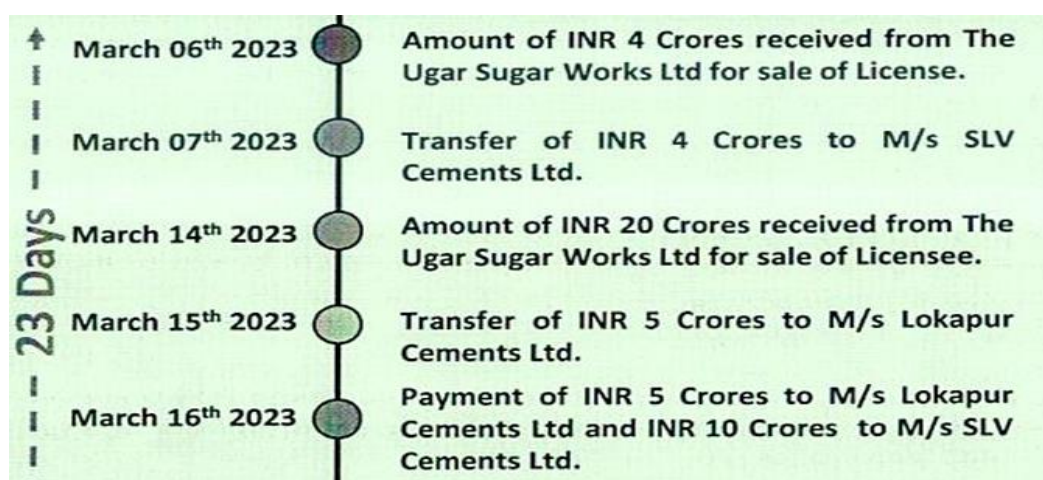 March 06th 2023
Amount of INR 4 Crores received from The
Ugar Sugar Works Ltd for sale of License.
March 07th 2023
Transfer of INR 4 Crores to M/s SLV
Cements Ltd.
23 Days
March 14th 2023
Amount of INR 20 Crores received from The
Ugar Sugar Works Ltd for sale of Licensee.
March 15th 2023
Transfer of INR 5 Crores to M/s Lokapur
Cements Ltd.
March 16th 2023
Payment of INR 5 Crores to M/s Lokapur
Cements Ltd and INR 10 Crores to M/s SLV
Cements Ltd.